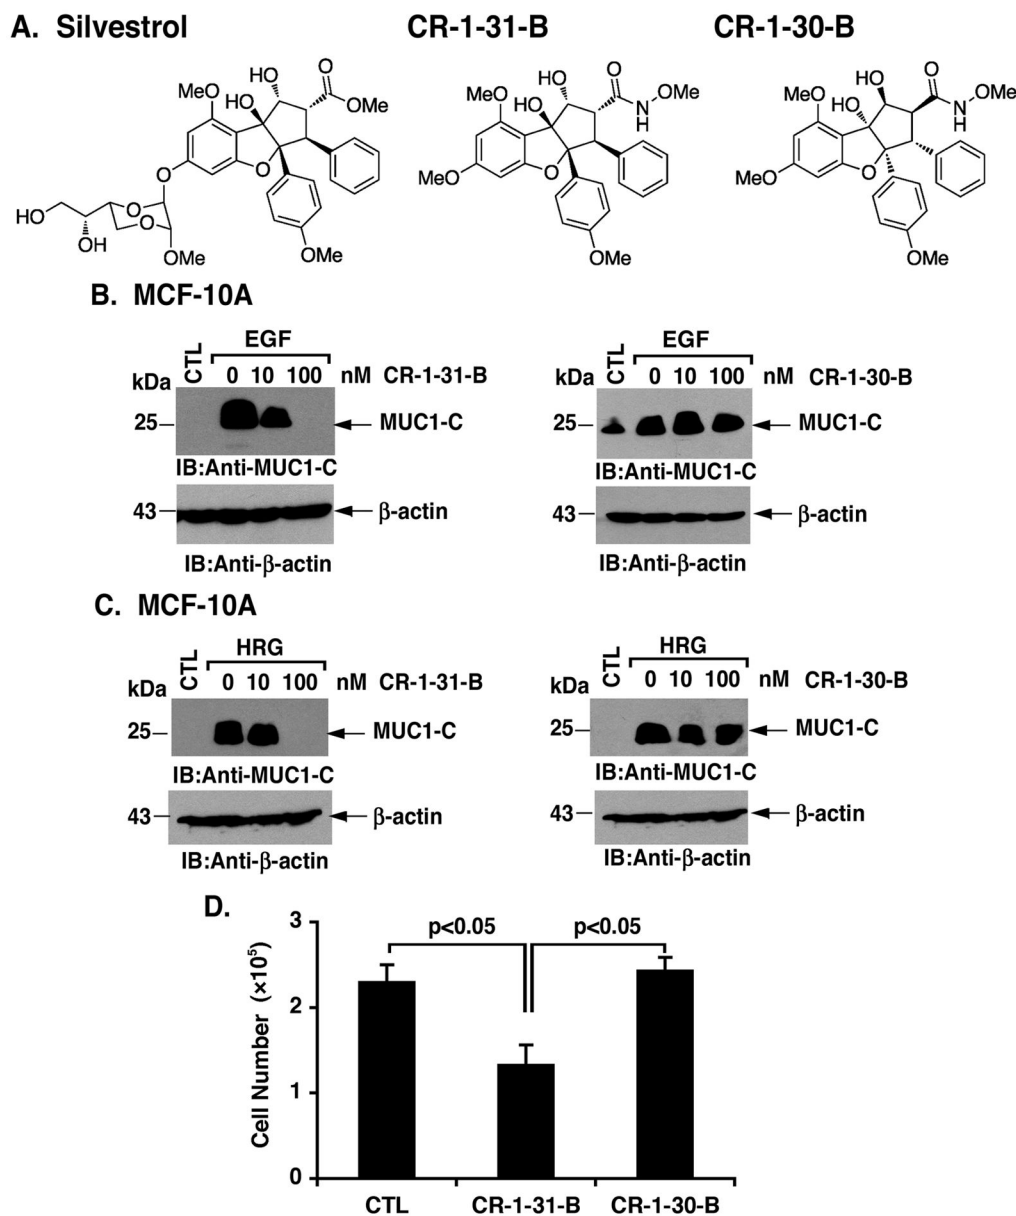 A. Silvestrol CR-1-31-B CR-1-30-B
HO O HO O HO O
MeO HO OMe MeO HO N OMe MeO HO N OMe
H H
O O O O
MeO MeO
O
HO O
O
OH
OMe OMe OMe OMe
B. MCF-10A
CTL EGF
kDa 0 10 100 nM CR-1-31-B
25 MUC1-C
IB:Anti-MUC1-C
43 β-actin
IB:Anti-β-actin
CTL EGF
kDa 0 10 100 nM CR-1-30-B
25 MUC1-C
IB:Anti-MUC1-C
43 β-actin
IB:Anti-β-actin
C. MCF-10A
CTL HRG
kDa 0 10 100 nM CR-1-31-B
25 MUC1-C
IB:Anti-MUC1-C
43 β-actin
IB:Anti-β-actin
CTL HRG
kDa 0 10 100 nM CR-1-30-B
25 MUC1-C
IB:Anti-MUC1-C
43 β-actin
IB:Anti-β-actin
D.
Cell Number (×10⁵)
3
2
1
0
p<0.05 p<0.05
CTL CR-1-31-B CR-1-30-B